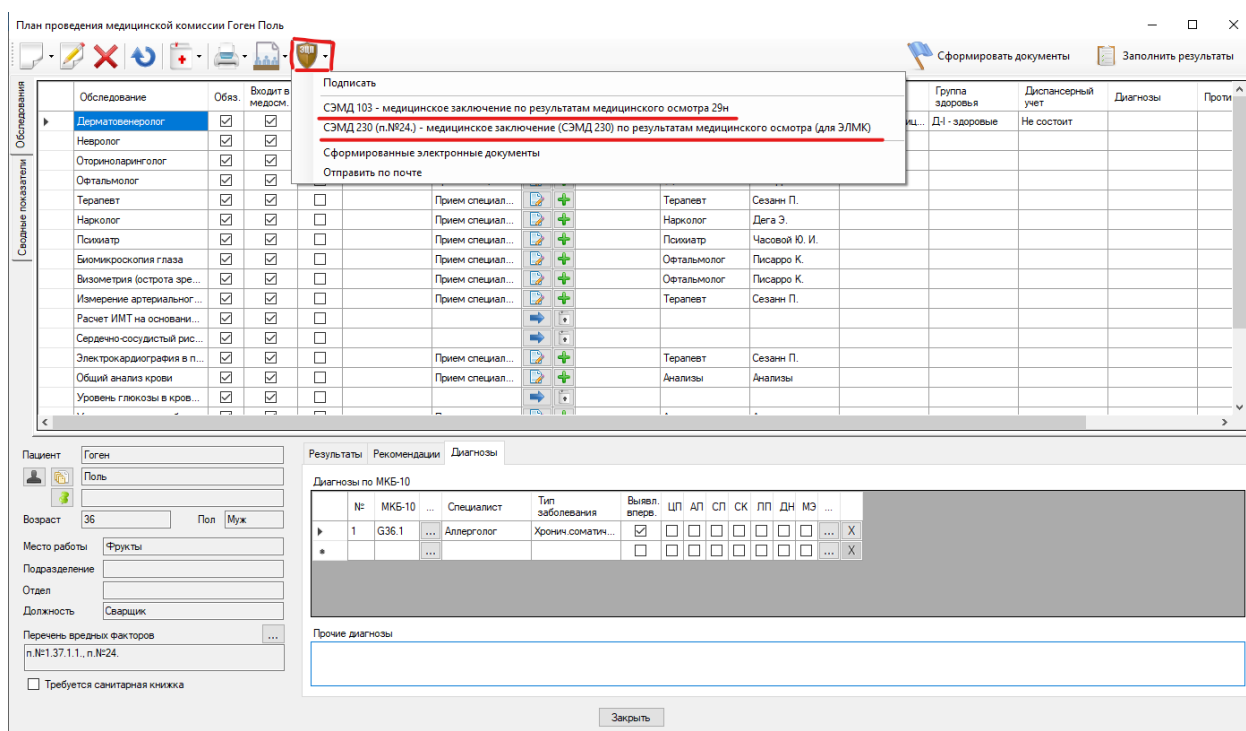 План проведения медицинской комиссии Гоген Поль
ЭЦП
Сформировать документы
Заполнить результаты
Подписать
СЭМД 103 - медицинское заключение по результатам медицинского осмотра 29н
СЭМД 230 (п.№24.) - медицинское заключение (СЭМД 230) по результатам медицинского осмотра (для ЭЛМК)
Сформированные электронные документы
Отправить по почте
Обследования
Сводные показатели
Обследование Обяз. Входит в медосм. Группа здоровья Диспансерный учет Диагнозы Проти
Дерматовенеролог Д-I - здоровые Не состоит
Невролог
Оториноларинголог
Офтальмолог
Терапевт Прием специал... Терапевт Сезанн П.
Нарколог Прием специал... Нарколог Дега Э.
Психиатр Прием специал... Психиатр Часовой Ю. И.
Биомикроскопия глаза Прием специал... Офтальмолог Писарро К.
Визометрия (острота зре... Прием специал... Офтальмолог Писарро К.
Измерение артериальног... Прием специал... Терапевт Сезанн П.
Расчет ИМТ на основани...
Сердечно-сосудистый рис...
Электрокардиография в п... Прием специал... Терапевт Сезанн П.
Общий анализ крови Прием специал... Анализы Анализы
Уровень глюкозы в кров...
Пациент Гоген
Поль
Возраст 36 Пол Муж
Место работы Фрукты
Подразделение
Отдел
Должность Сварщик
Перечень вредных факторов ...
п.№1.37.1.1., п.№24.
Требуется санитарная книжка
Результаты Рекомендации Диагнозы
Диагнозы по МКБ-10
№ МКБ-10 ... Специалист Тип заболевания Выявл. вперв. ЦП АП СП СК ЛП ДН МЭ ...
1 G36.1 ... Аллерголог Хронич.соматич... ... X
... ... X
Прочие диагнозы
Закрыть